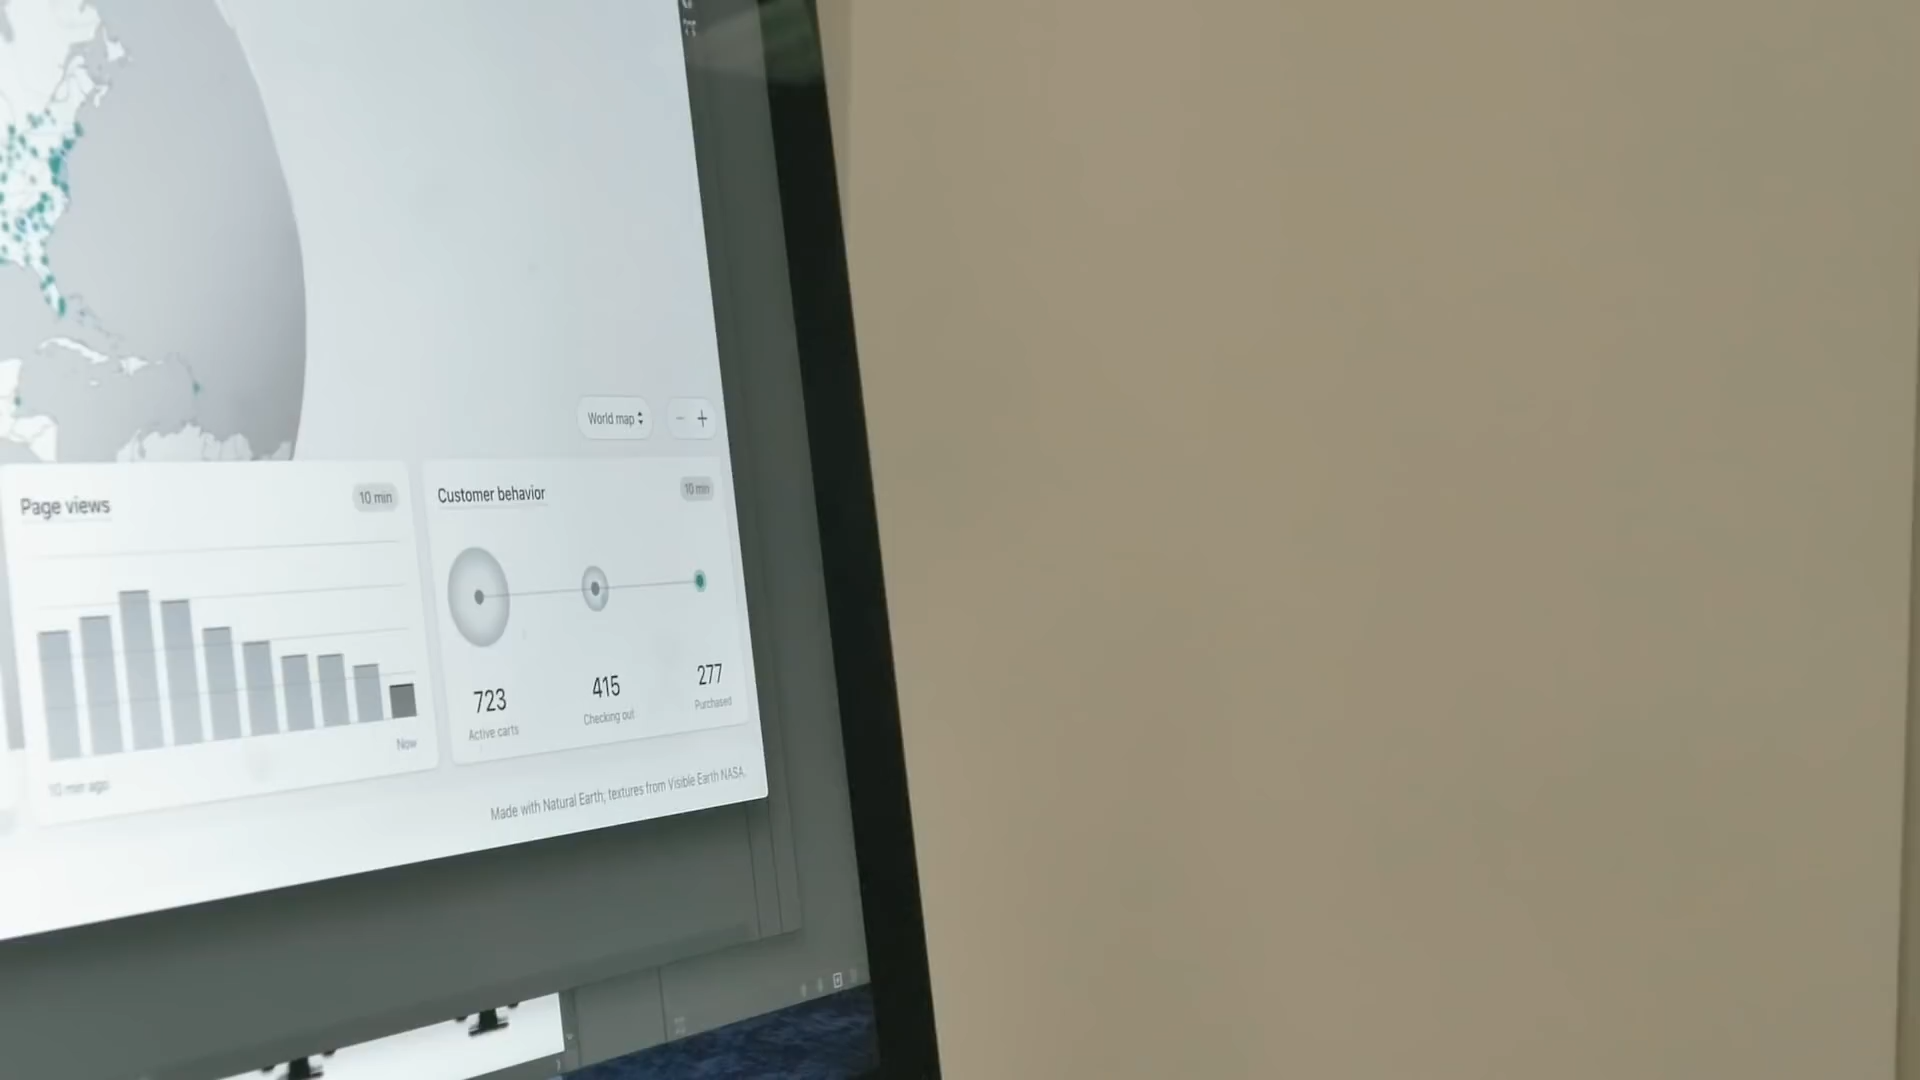 World map
− +
Page views
10 min
10 min ago
Now
Customer behavior
10 min
723
415
277
Active carts
Checking out
Purchased
Made with Natural Earth; textures from Visible Earth NASA.